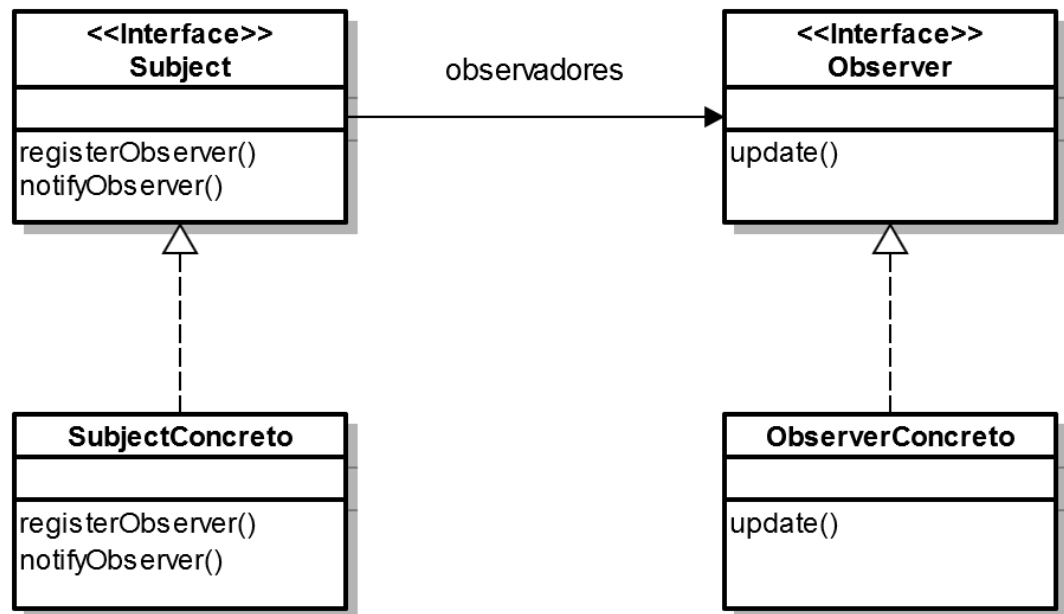 <<Interface>>
Subject
registerObserver()
notifyObserver()
observadores
<<Interface>>
Observer
update()
SubjectConcreto
registerObserver()
notifyObserver()
ObserverConcreto
update()